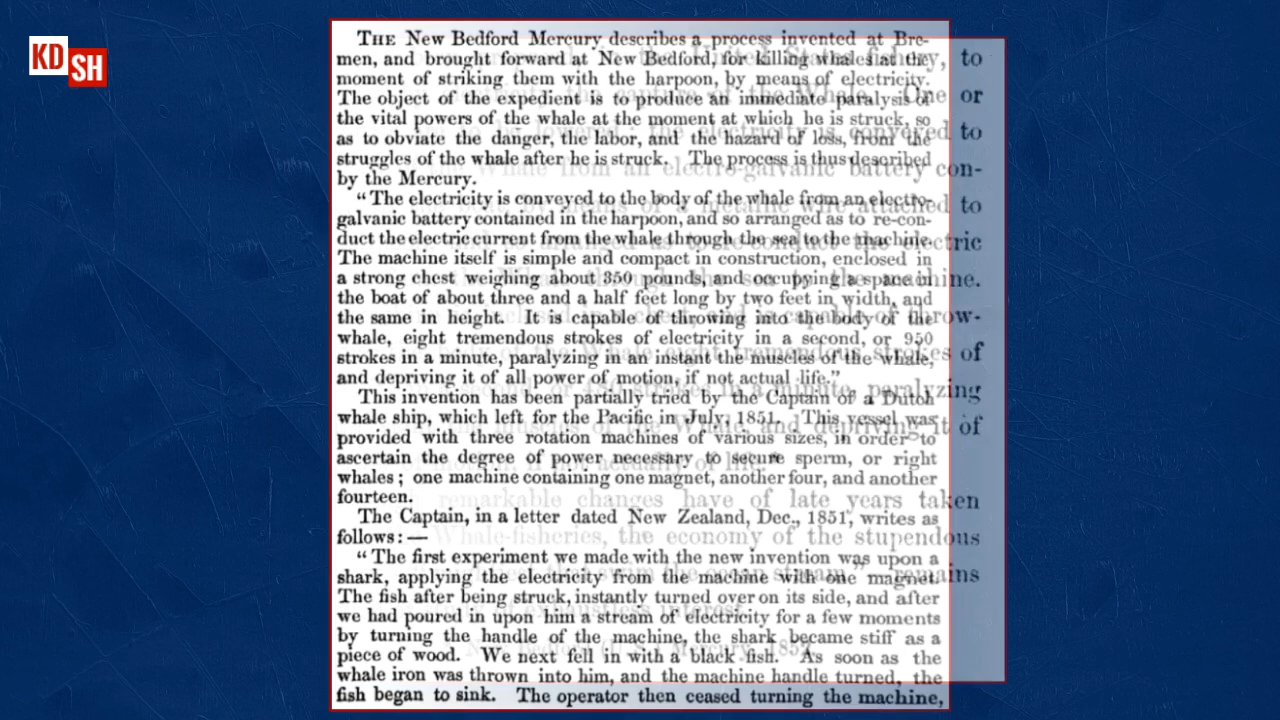 KD
SH
THE New Bedford Mercury describes a process invented at Bre-
men, and brought forward at New Bedford, for killing whales at the
moment of striking them with the harpoon, by means of electricity.
The object of the expedient is to produce an immediate paralysis of
the vital powers of the whale at the moment at which he is struck, so
as to obviate the danger, the labor, and the hazard of loss, from the
struggles of the whale after he is struck. The process is thus described
by the Mercury.
“The electricity is conveyed to the body of the whale from an electro-
galvanic battery contained in the harpoon, and so arranged as to re-con-
duct the electric current from the whale through the sea to the machine.
The machine itself is simple and compact in construction, enclosed in
a strong chest weighing about 350 pounds, and occupying a space in
the boat of about three and a half feet long by two feet in width, and
the same in height. It is capable of throwing into the body of the
whale, eight tremendous strokes of electricity in a second, or 950
strokes in a minute, paralyzing in an instant the muscles of the whale,
and depriving it of all power of motion, if not actual life.”
This invention has been partially tried by the Captain of a Dutch
whale ship, which left for the Pacific in July, 1851. This vessel was
provided with three rotation machines of various sizes, in order to
ascertain the degree of power necessary to secure sperm, or right
whales; one machine containing one magnet, another four, and another
fourteen.
The Captain, in a letter dated New Zealand, Dec., 1851, writes as
follows:—
“The first experiment we made with the new invention was upon a
shark, applying the electricity from the machine with one magnet.
The fish after being struck, instantly turned over on its side, and after
we had poured in upon him a stream of electricity for a few moments
by turning the handle of the machine, the shark became stiff as a
piece of wood. We next fell in with a black fish. As soon as the
whale iron was thrown into him, and the machine handle turned, the
fish began to sink. The operator then ceased turning the machine,